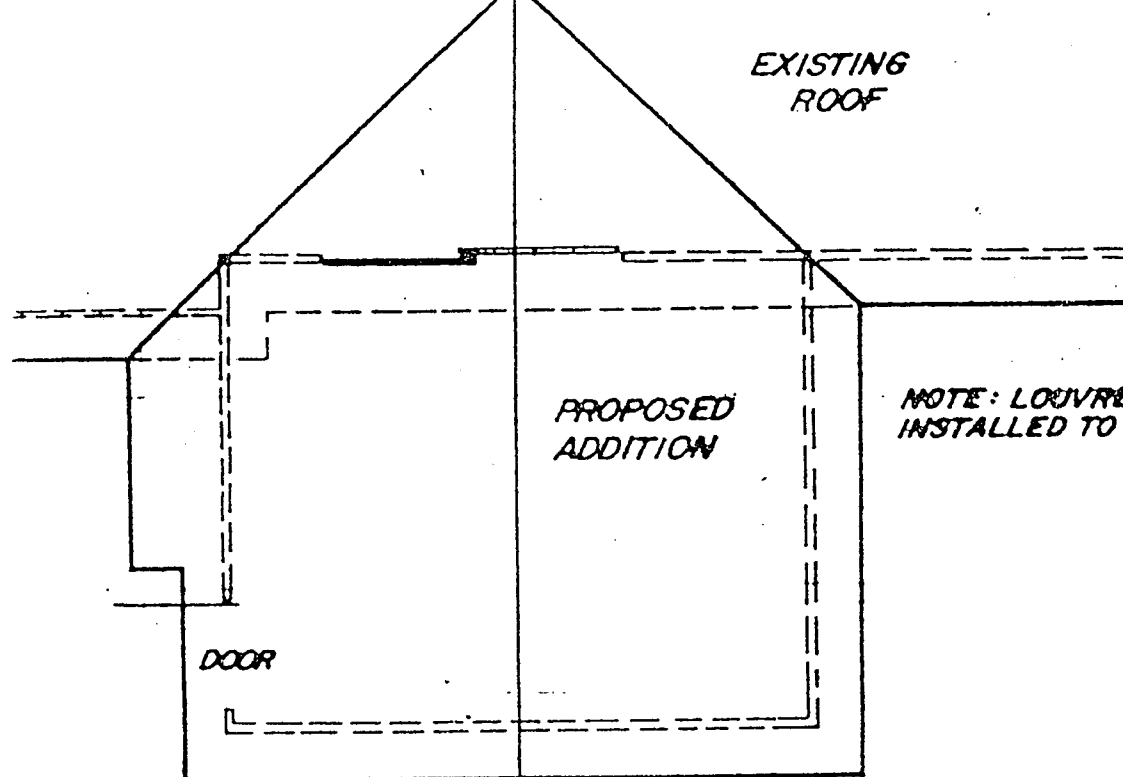 EXISTING
ROOF
PROPOSED
ADDITION
NOTE: LOUVRE
INSTALLED TO
DOOR